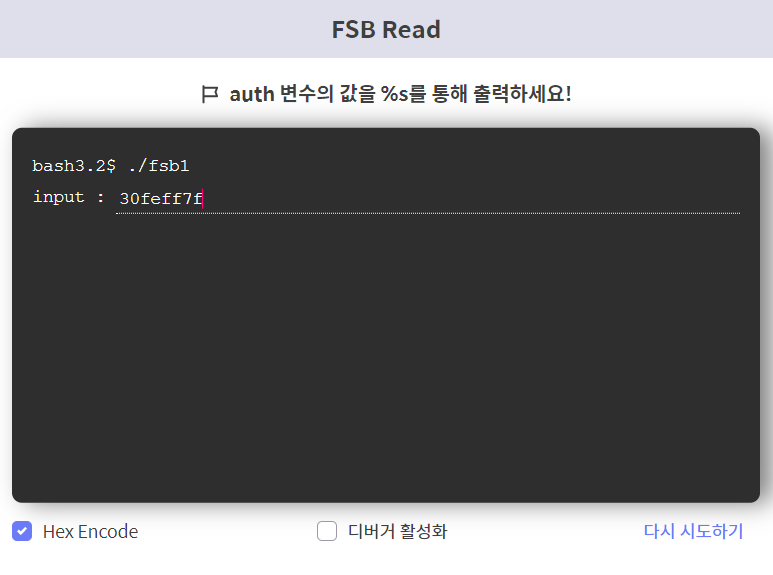 FSB Read
auth 변수의 값을 %s를 통해 출력하세요!
bash3.2$ ./fsb1
input : 30feff7f
Hex Encode 디버거 활성화 다시 시도하기